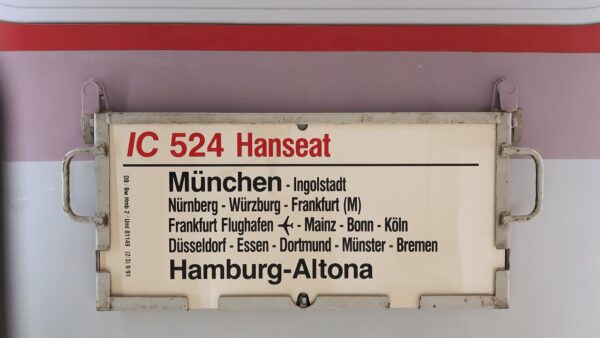 IC 524 Hanseat
München - Ingolstadt
Nürnberg - Würzburg - Frankfurt (M)
Frankfurt Flughafen ✈ - Mainz - Bonn - Köln
Düsseldorf - Essen - Dortmund - Münster - Bremen
Hamburg-Altona